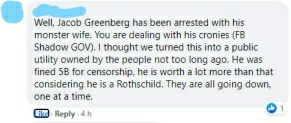 Well, Jacob Greenberg has been arrested with his
monster wife. You are dealing with his cronies (FB
Shadow GOV). I thought we turned this into a public
utility owned by the people not too long ago. He was
fined 5B for censorship, he is worth a lot more than that
considering he is a Rothschild. They are all going down,
one at a time.
Like · Reply · 4 h
1